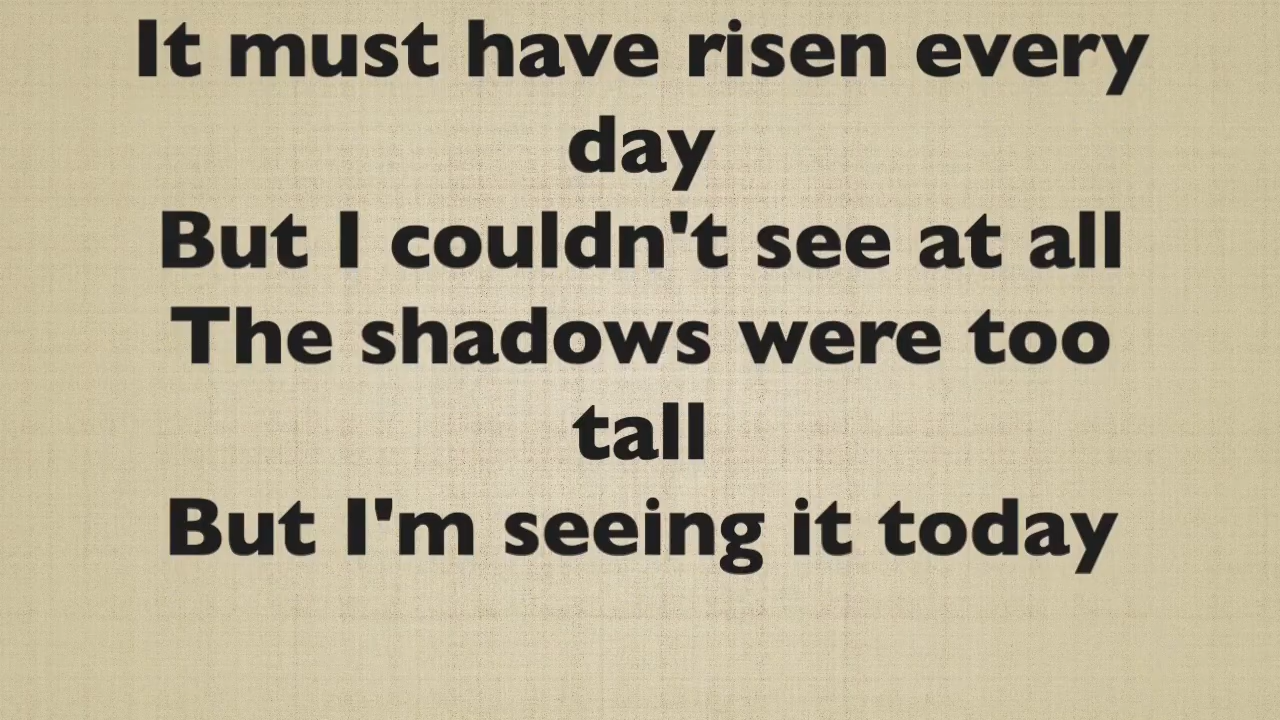 It must have risen every
day
But I couldn't see at all
The shadows were too
tall
But I'm seeing it today